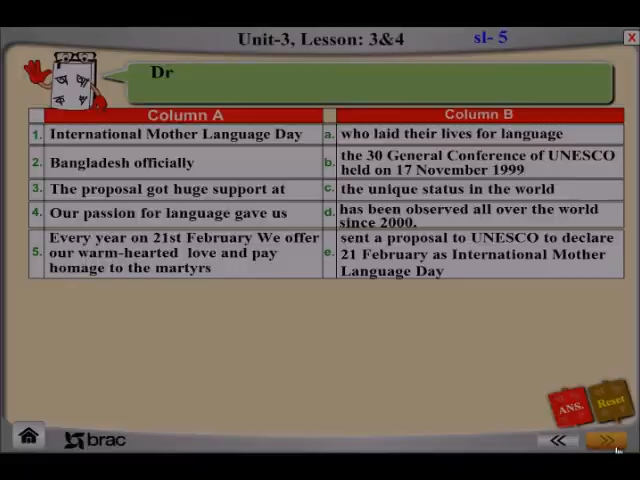 Unit-3, Lesson: 3&4
sl- 5
Dr
Column A
Column B
1. International Mother Language Day
a. who laid their lives for language
2. Bangladesh officially
b. the 30 General Conference of UNESCO
held on 17 November 1999
3. The proposal got huge support at
c. the unique status in the world
4. Our passion for language gave us
d. has been observed all over the world
since 2000.
5. Every year on 21st February We offer
our warm-hearted love and pay
homage to the martyrs
e. sent a proposal to UNESCO to declare
21 February as International Mother
Language Day
ANS.
Reset
brac